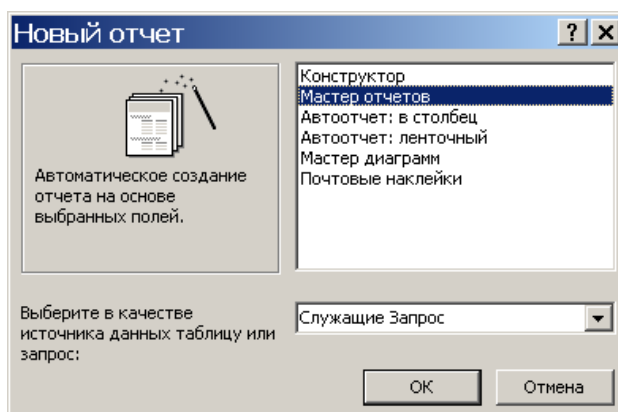 Новый отчет
Конструктор
Мастер отчетов
Автоотчет: в столбец
Автоотчет: ленточный
Мастер диаграмм
Почтовые наклейки
Автоматическое создание
отчета на основе
выбранных полей.
Выберите в качестве
источника данных таблицу или
запрос:
Служащие Запрос
ОК
Отмена